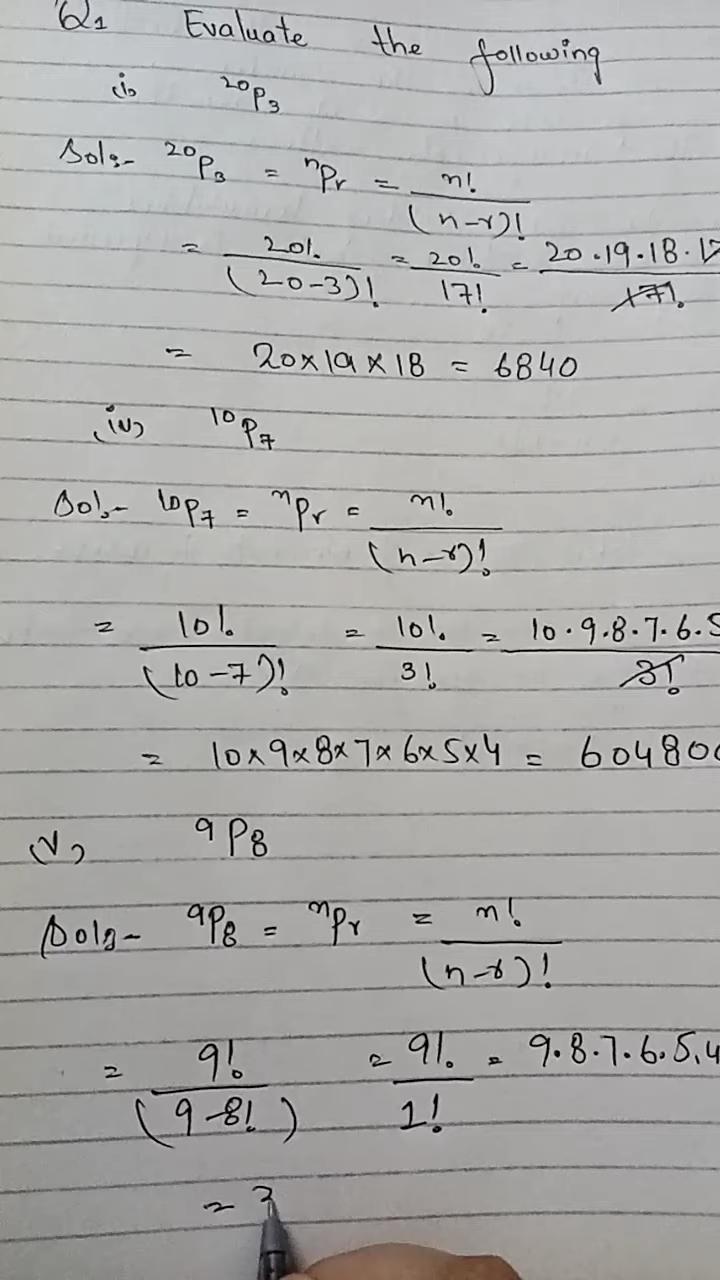 Q1 Evaluate the following
(i) ²⁰P₃
Sol:- ²⁰P₃ = ⁿPr = n! / (n-r)!
= 20! / (20-3)! = 20! / 17! = 20·19·18·17 / 17!
= 20×19×18 = 6840
(iv) ¹⁰P₇
Sol:- ¹⁰P₇ = ⁿPr = n! / (n-r)!
= 10! / (10-7)! = 10! / 3! = 10·9·8·7·6·5 / 3!
= 10×9×8×7×6×5×4 = 604800
(v) ⁹P₈
Sol:- ⁹P₈ = ⁿPr = n! / (n-r)!
= 9! / (9-8!) = 9! / 1! = 9·8·7·6·5·4
= 3